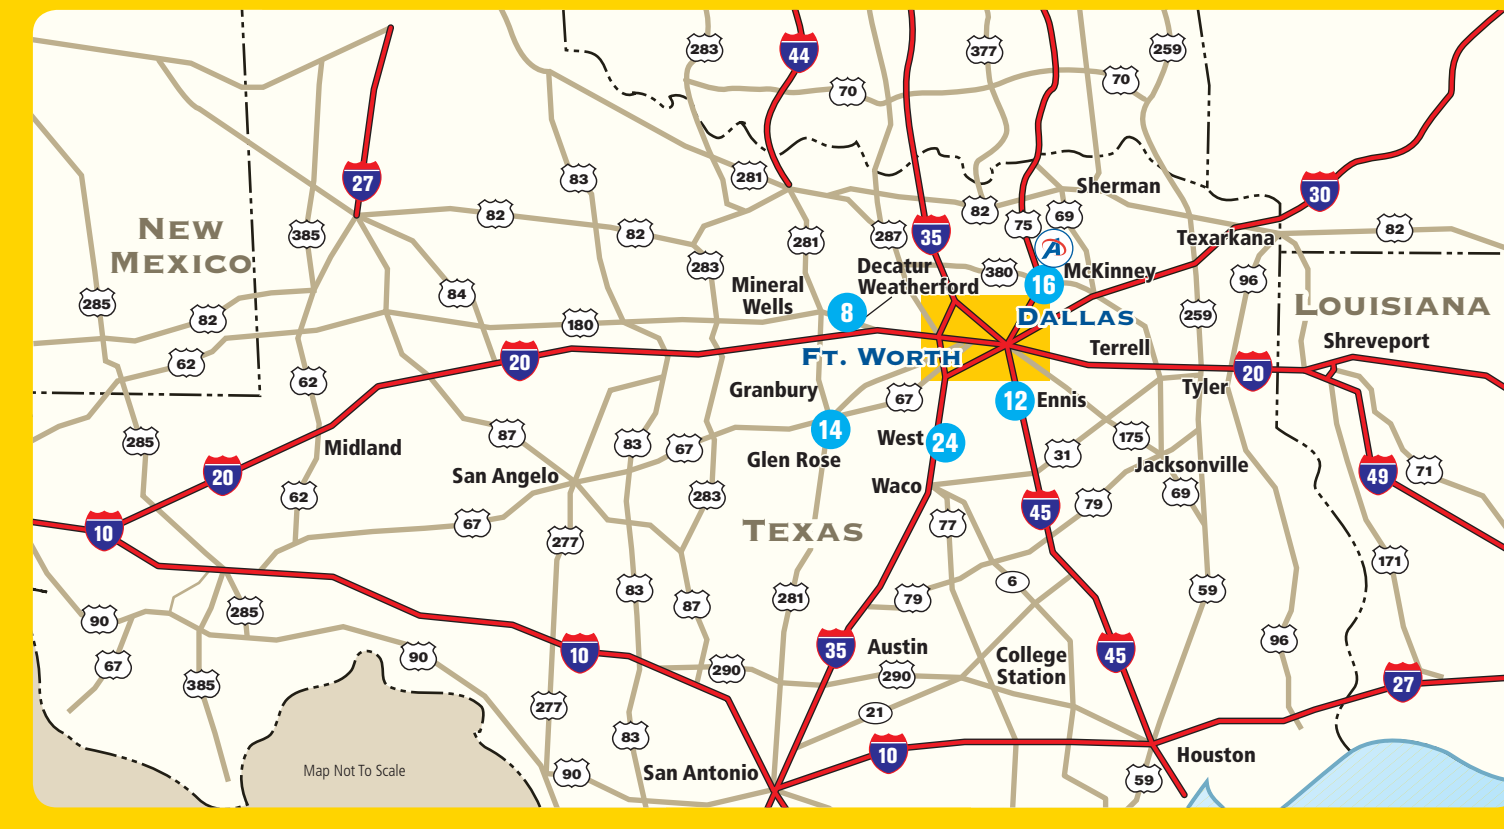 283
44
377
259
70
70
27
83
281
82
82
82
75
69
Sherman
30
NEW
MEXICO
385
82
281
287
35
A
Texarkana
82
283
Decatur
Weatherford
380
McKinney
96
285
84
Mineral
Wells
8
16
LOUISIANA
82
180
DALLAS
259
Shreveport
62
20
FT. WORTH
Terrell
62
Granbury
67
12
Ennis
Tyler
20
285
87
83
67
14
West
24
175
Midland
Glen Rose
31
Jacksonville
49
71
20
San Angelo
62
283
Waco
69
79
45
10
67
277
TEXAS
77
171
83
281
79
6
59
90
285
87
96
67
90
10
290
35
Austin
290
College
Station
45
385
277
21
27
83
10
Houston
Map Not To Scale
90
San Antonio
59